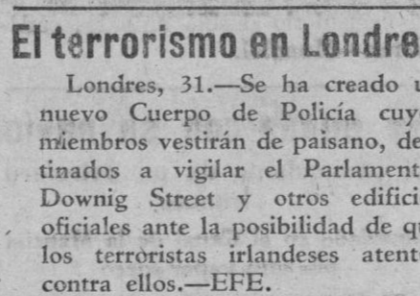 El terrorismo en Londre
Londres, 31.—Se ha creado u
nuevo Cuerpo de Policía cuy
miembros vestirán de paisano, de
tinados a vigilar el Parlament
Downig Street y otros edifici
oficiales ante la posibilidad de qu
los terroristas irlandeses atent
contra ellos.—EFE.